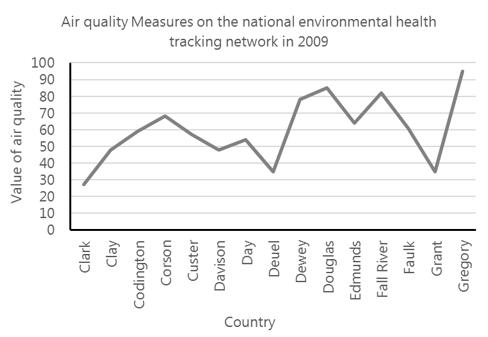 Air quality Measures on the national environmental health
tracking network in 2009
Value of air quality
100
90
80
70
60
50
40
30
20
10
0
Clark
Clay
Codington
Corson
Custer
Davison
Day
Deuel
Dewey
Douglas
Edmunds
Fall River
Faulk
Grant
Gregory
Country